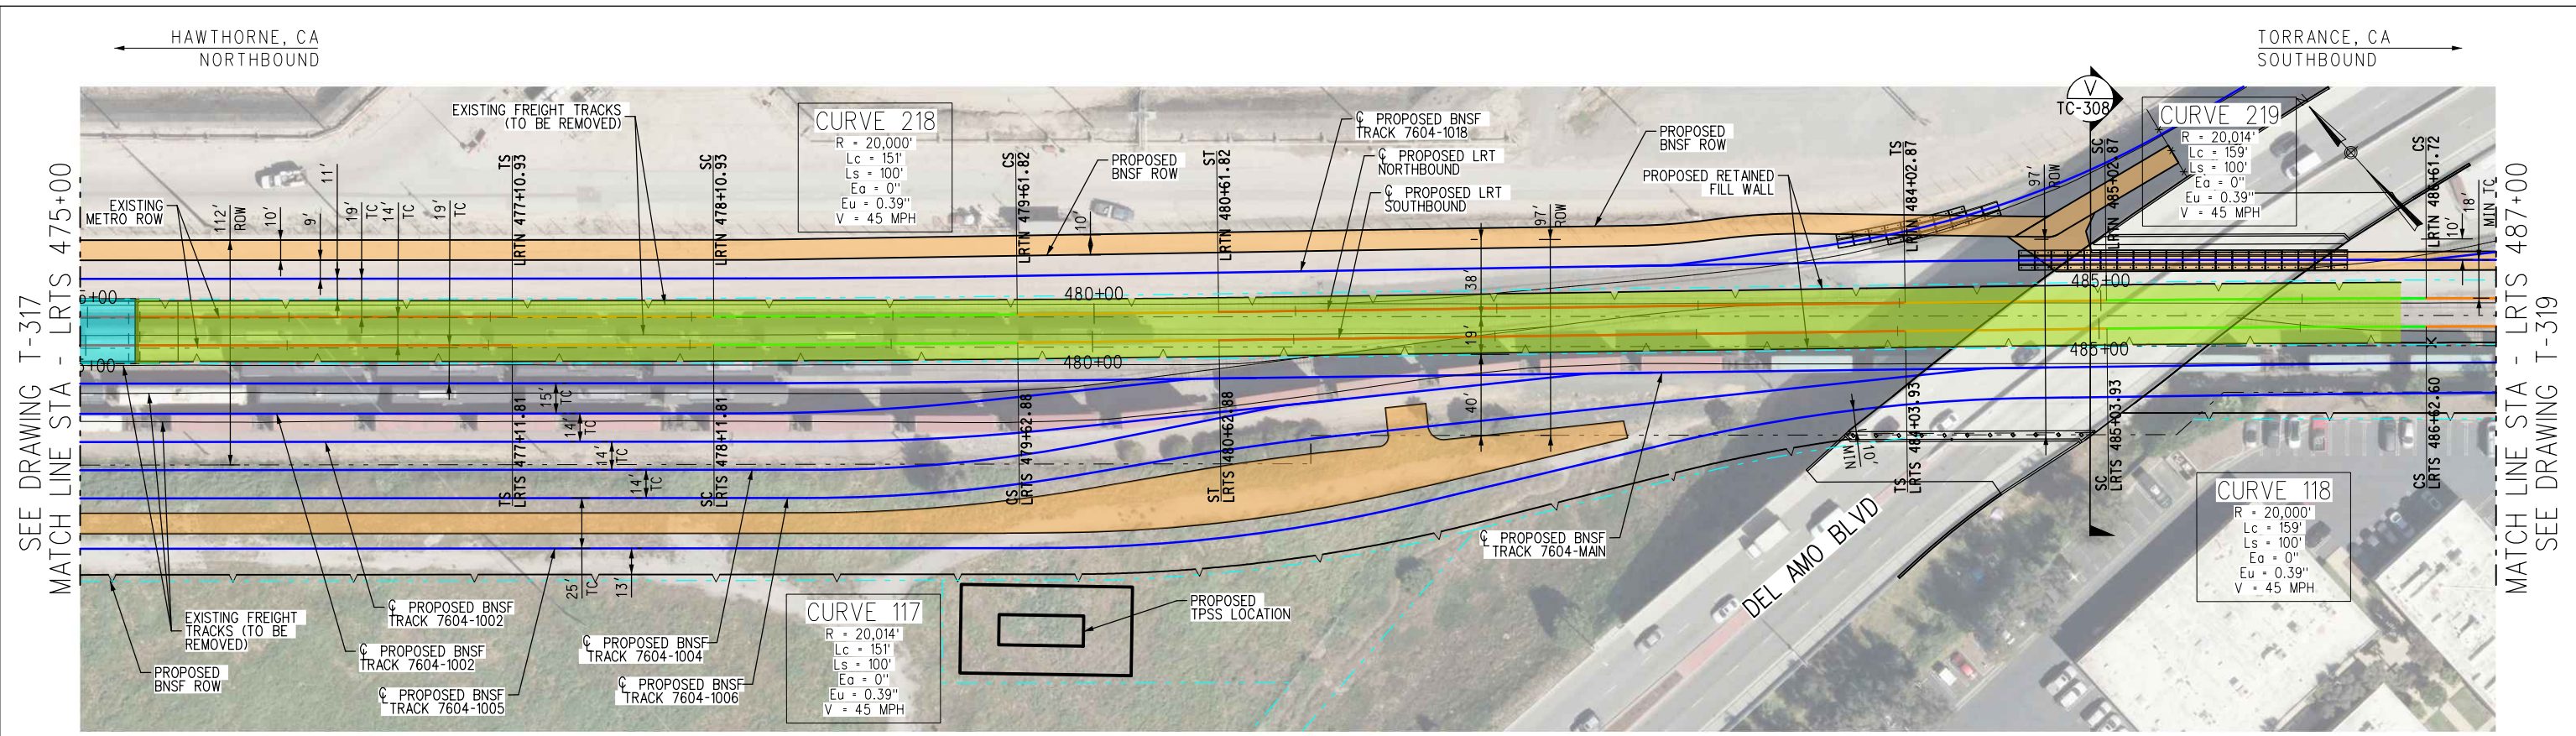 HAWTHORNE, CA
NORTHBOUND
TORRANCE, CA
SOUTHBOUND
SEE DRAWING T-317
MATCH LINE STA - LRTS 475+00
EXISTING
METRO ROW
112'
ROW
10'
9'
11'
19'
TC
14'
TC
19'
TC
EXISTING FREIGHT TRACKS
(TO BE REMOVED)
TS
LRTN 477+10.93
SC
LRTN 478+10.93
CURVE 218
R = 20,000'
Lc = 151'
Ls = 100'
Ea = 0"
Eu = 0.39"
V = 45 MPH
CS
LRTN 479+61.82
10'
PROPOSED
BNSF ROW
ST
LRTN 480+61.82
℄ PROPOSED BNSF
TRACK 7604-1018
℄ PROPOSED LRT
NORTHBOUND
℄ PROPOSED LRT
SOUTHBOUND
97'
ROW
PROPOSED
BNSF ROW
PROPOSED RETAINED
FILL WALL
TS
LRTN 484+02.87
97'
ROW
V
TC-308
SC
LRTN 485+02.87
CURVE 219
R = 20,014'
Lc = 159'
Ls = 100'
Ea = 0"
Eu = 0.39"
V = 45 MPH
CS
LRTN 486+61.72
10'
18'
MIN TC
480+00
480+00
485+00
485+00
38'
19'
40'
15'
TC
14'
TC
14'
TC
14'
TC
25'
TC
13'
TS
LRTS 477+11.81
SC
LRTS 478+11.81
CS
LRTS 479+62.88
ST
LRTS 480+62.88
TS
LRTS 484+03.93
SC
LRTS 485+03.93
CS
LRTS 486+62.60
10'
MIN
EXISTING FREIGHT
TRACKS (TO BE
REMOVED)
PROPOSED
BNSF ROW
℄ PROPOSED BNSF
TRACK 7604-1002
℄ PROPOSED BNSF
TRACK 7604-1002
℄ PROPOSED BNSF
TRACK 7604-1005
℄ PROPOSED BNSF
TRACK 7604-1004
℄ PROPOSED BNSF
TRACK 7604-1006
CURVE 117
R = 20,014'
Lc = 151'
Ls = 100'
Ea = 0"
Eu = 0.39"
V = 45 MPH
PROPOSED
TPSS LOCATION
℄ PROPOSED BNSF
TRACK 7604-MAIN
DEL AMO BLVD
CURVE 118
R = 20,000'
Lc = 159'
Ls = 100'
Ea = 0"
Eu = 0.39"
V = 45 MPH
MATCH LINE STA - LRTS 487+00
SEE DRAWING T-319